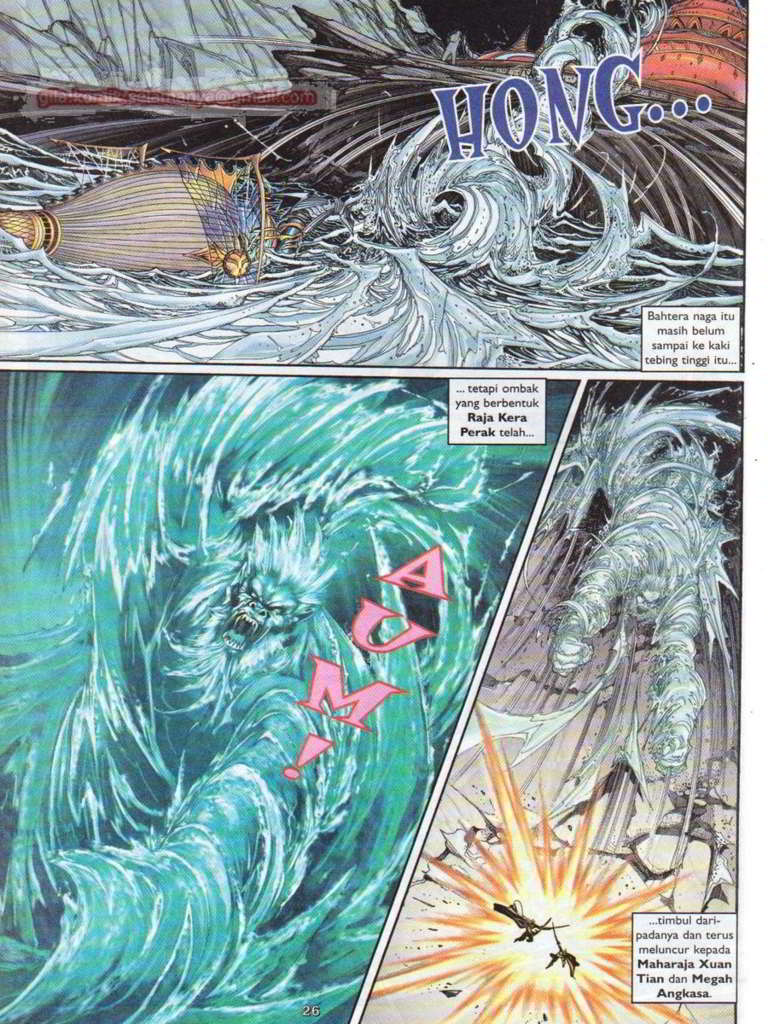 HONG...
Bahtera naga itu
masih belum
sampai ke kaki
tebing tinggi itu...
... tetapi ombak
yang berbentuk
Raja Kera
Perak telah...
AUM!
...timbul dari-
padanya dan terus
meluncur kepada
Maharaja Xuan
Tian dan Megah
Angkasa.
26